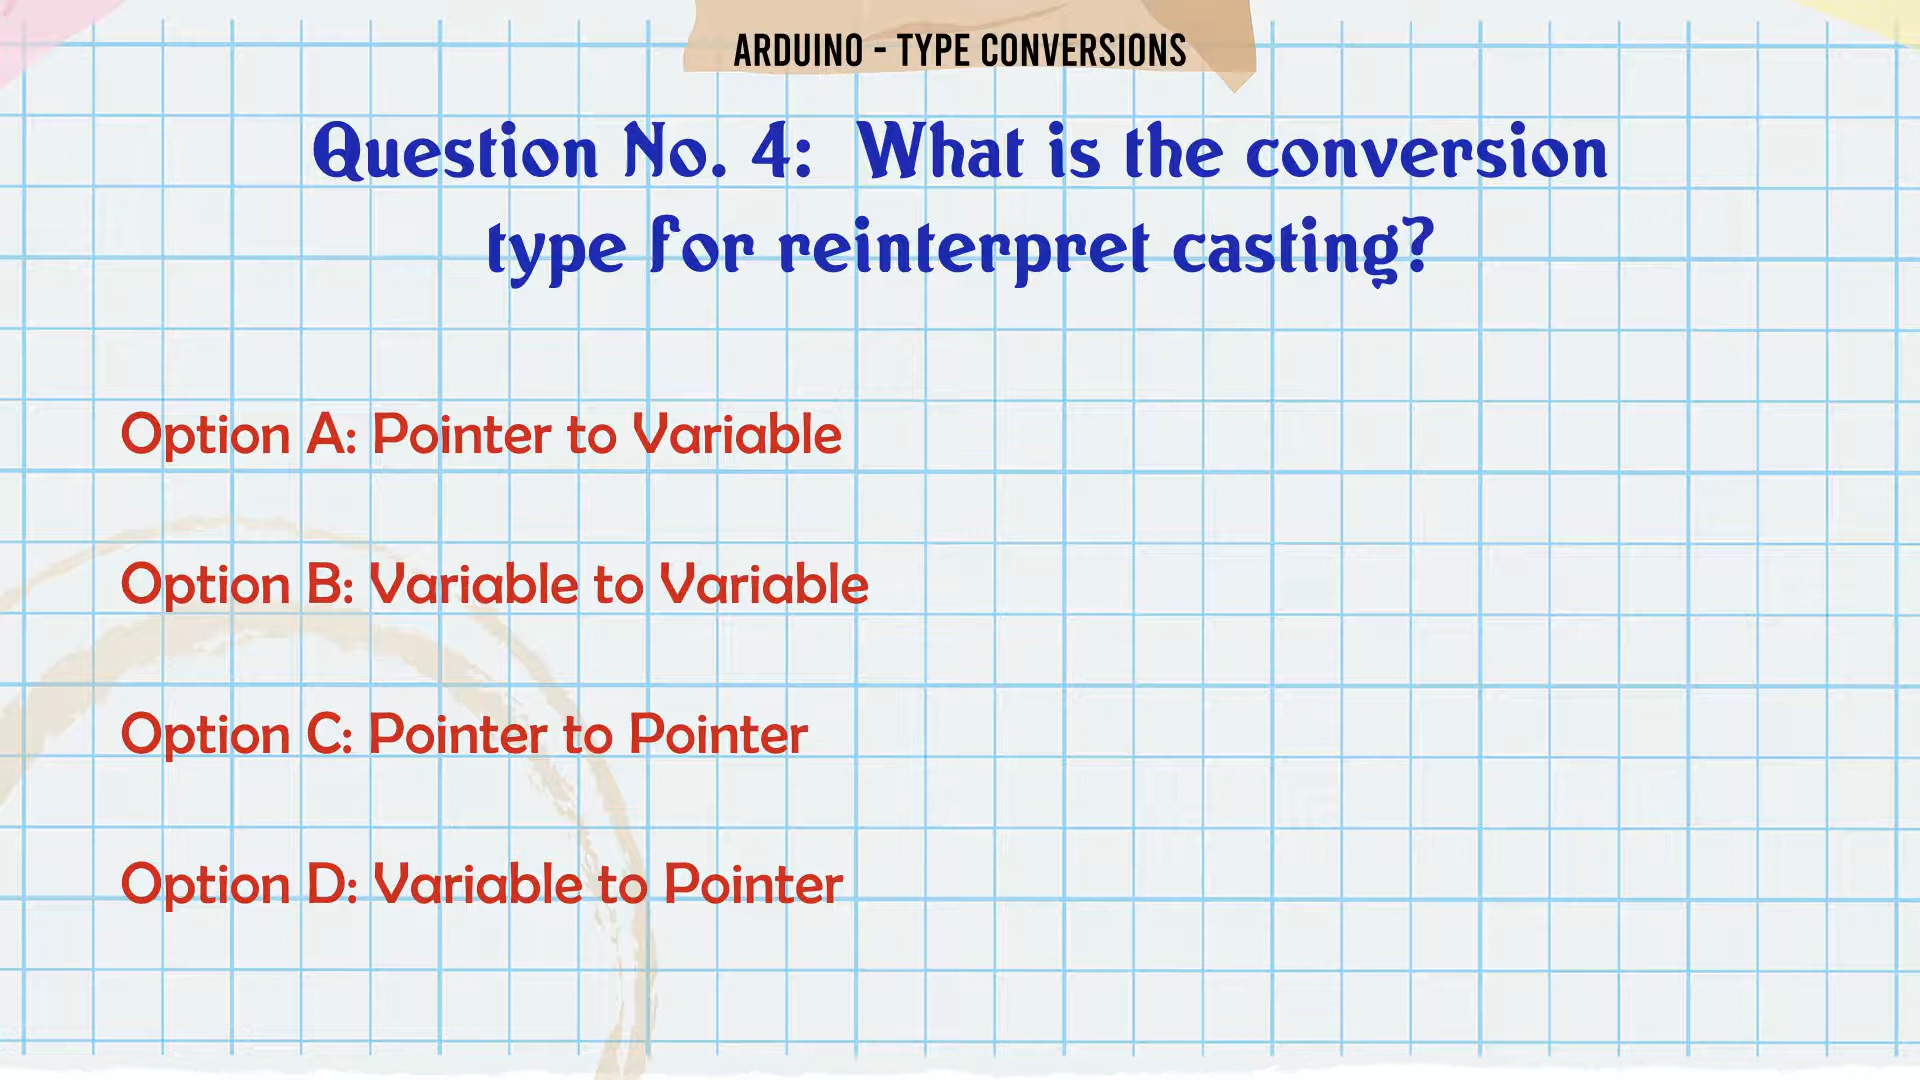 ARDUINO - TYPE CONVERSIONS
Question No. 4: What is the conversion
type for reinterpret casting?
Option A: Pointer to Variable
Option B: Variable to Variable
Option C: Pointer to Pointer
Option D: Variable to Pointer